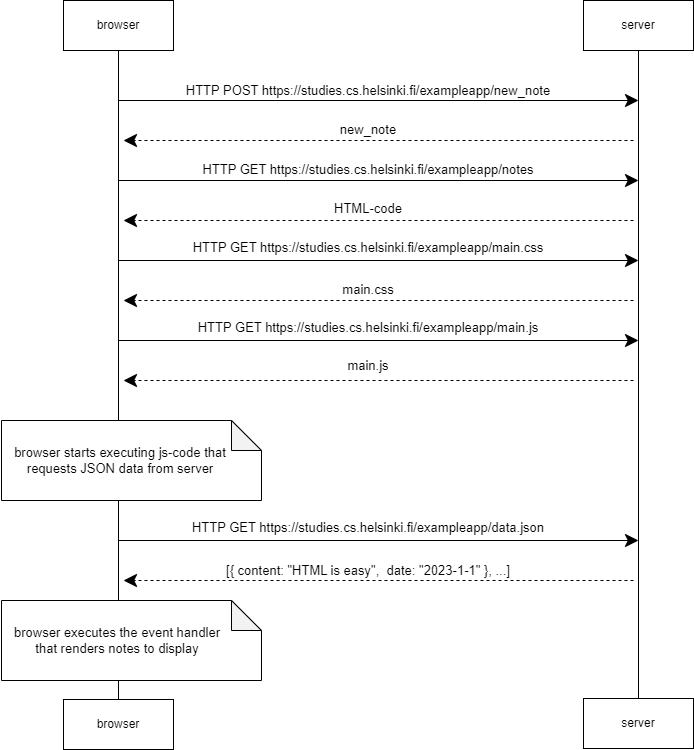 browser
server
HTTP POST https://studies.cs.helsinki.fi/exampleapp/new_note
new_note
HTTP GET https://studies.cs.helsinki.fi/exampleapp/notes
HTML-code
HTTP GET https://studies.cs.helsinki.fi/exampleapp/main.css
main.css
HTTP GET https://studies.cs.helsinki.fi/exampleapp/main.js
main.js
browser starts executing js-code that
requests JSON data from server
HTTP GET https://studies.cs.helsinki.fi/exampleapp/data.json
[{ content: "HTML is easy", date: "2023-1-1" }, ...]
browser executes the event handler
that renders notes to display
browser
server